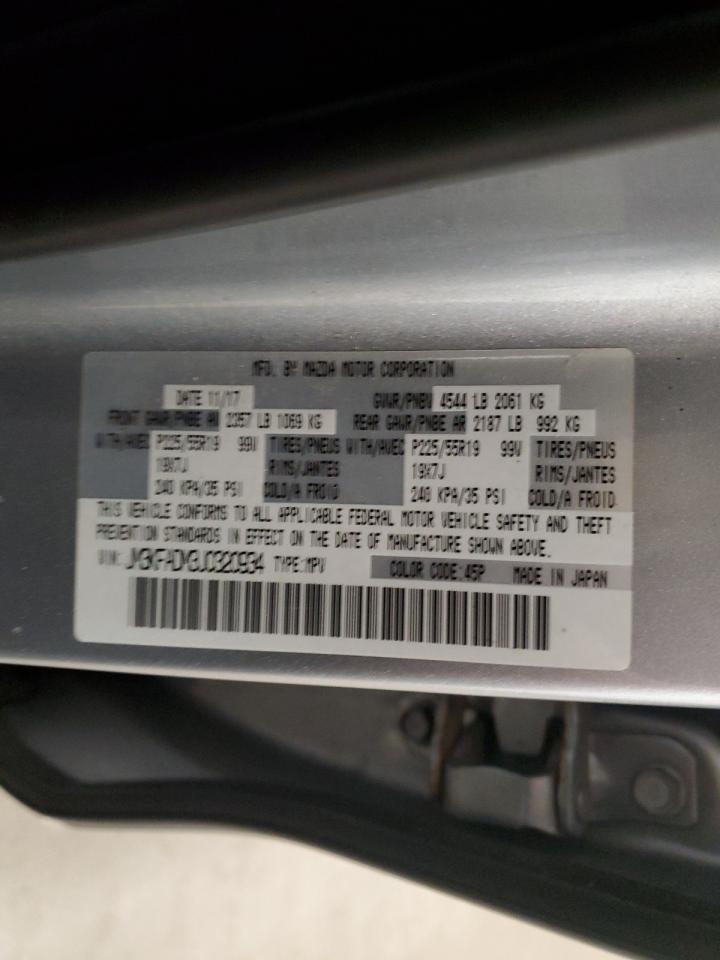 MFD. BY MAZDA MOTOR CORPORATION
DATE 11/17 GVWR/PNBV 4544 LB 2061 KG
FRONT GAWR/PNBE AV 2357 LB 1069 KG REAR GAWR/PNBE AR 2187 LB 992 KG
WITH/AVEC P225/55R19 99V TIRES/PNEUS WITH/AVEC P225/55R19 99V TIRES/PNEUS
19X7J RIMS/JANTES 19X7J RIMS/JANTES
240 KPA/35 PSI COLD/A FROID 240 KPA/35 PSI COLD/A FROID
THIS VEHICLE CONFORMS TO ALL APPLICABLE FEDERAL MOTOR VEHICLE SAFETY AND THEFT
PREVENTION STANDARDS IN EFFECT ON THE DATE OF MANUFACTURE SHOWN ABOVE.
VIN: TYPE:MPV COLOR CODE:45P MADE IN JAPAN